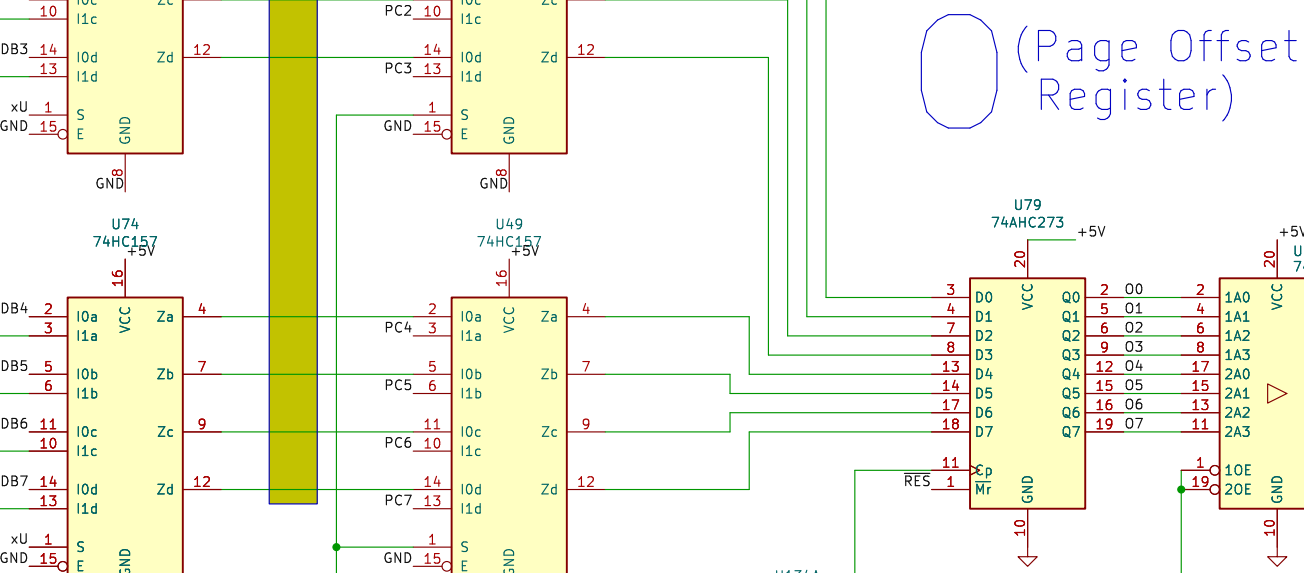 I0c
Zc
PC2
10
I1c
DB3
14
I0d
Zd
12
13
I1d
PC3
xU
1
S
GND
15
E
GND
8
GND
10
I1c
14
I0d
Zd
12
13
I1d
1
S
GND
15
E
GND
8
GND
O (Page Offset
Register)
U74
74HC157
+5V
16
VCC
DB4
2
I0a
Za
4
3
I1a
DB5
5
I0b
Zb
7
6
I1b
DB6
11
I0c
Zc
9
10
I1c
DB7
14
I0d
Zd
12
13
I1d
xU
1
S
GND
15
E
GND
U49
74HC157
+5V
16
VCC
2
I0a
Za
4
PC4
3
I1a
5
I0b
Zb
7
PC5
6
I1b
11
I0c
Zc
9
PC6
10
I1c
14
I0d
Zd
12
PC7
13
I1d
1
S
GND
15
E
GND
U79
74AHC273
+5V
20
VCC
3 D0 Q0 2 O0
4 D1 Q1 5 O1
7 D2 Q2 6 O2
8 D3 Q3 9 O3
13 D4 Q4 12 O4
14 D5 Q5 15 O5
17 D6 Q6 16 O6
18 D7 Q7 19 O7
11 Cp
RES 1 Mr
GND
10
+5V
20
VCC
2 1A0
4 1A1
6 1A2
8 1A3
17 2A0
15 2A1
13 2A2
11 2A3
1 1OE
19 2OE
GND
10